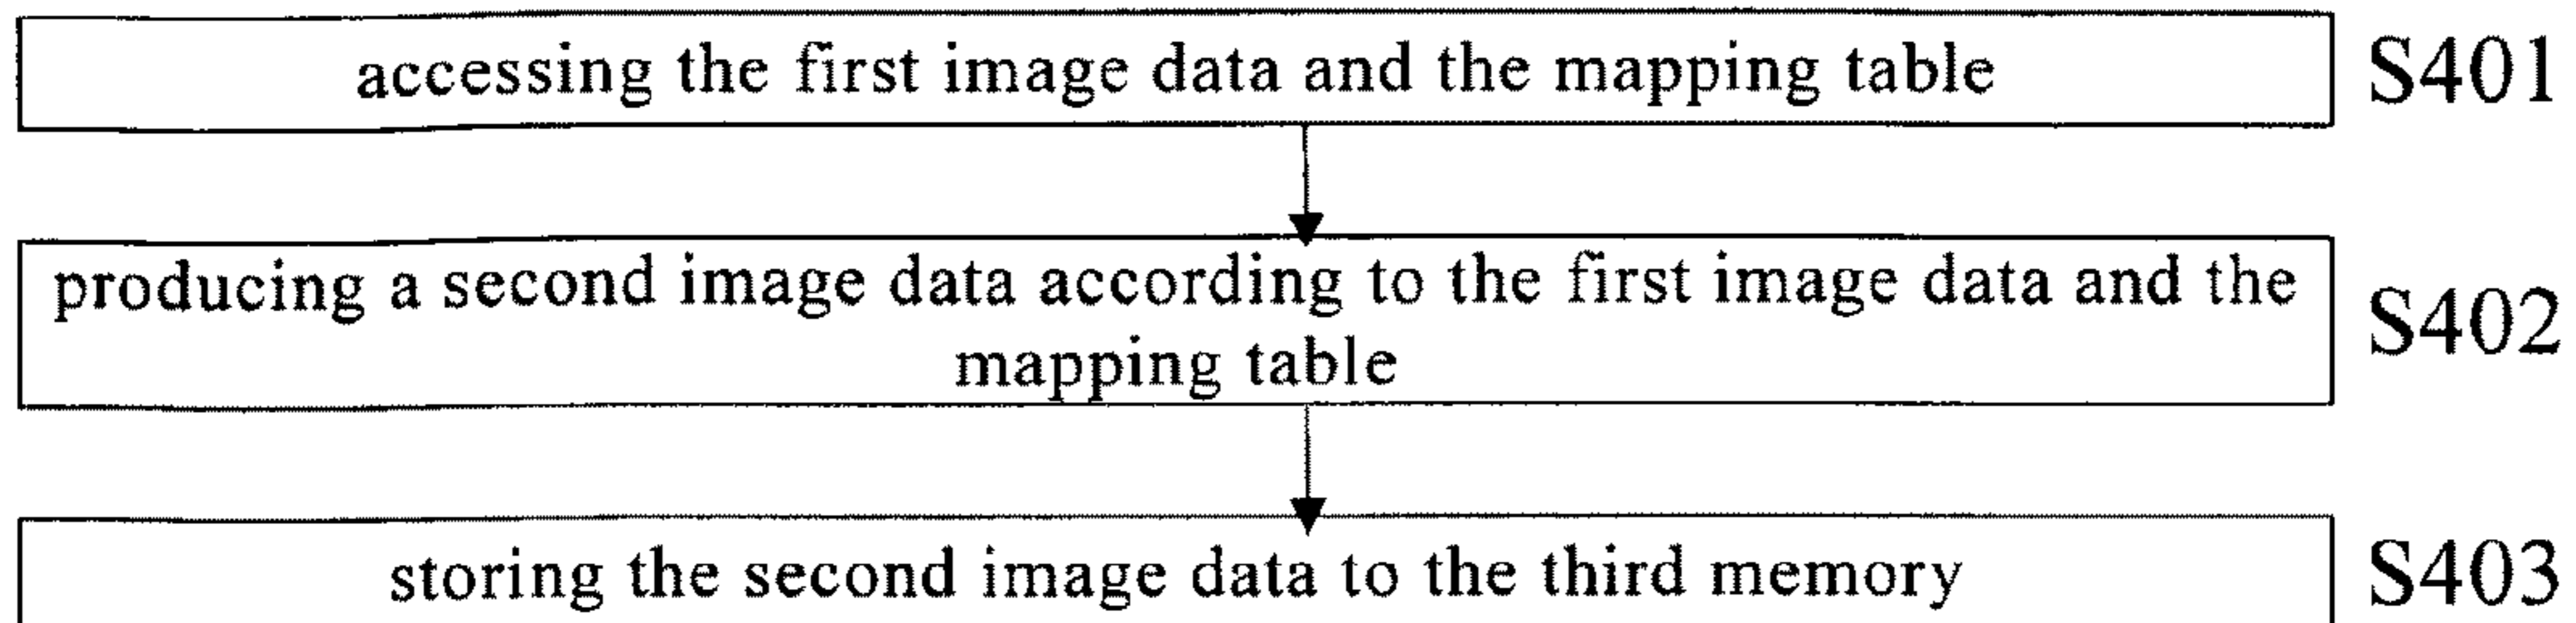 accessing the first image data and the mapping table S401
producing a second image data according to the first image data and the
mapping table
S402
storing the second image data to the third memory S403